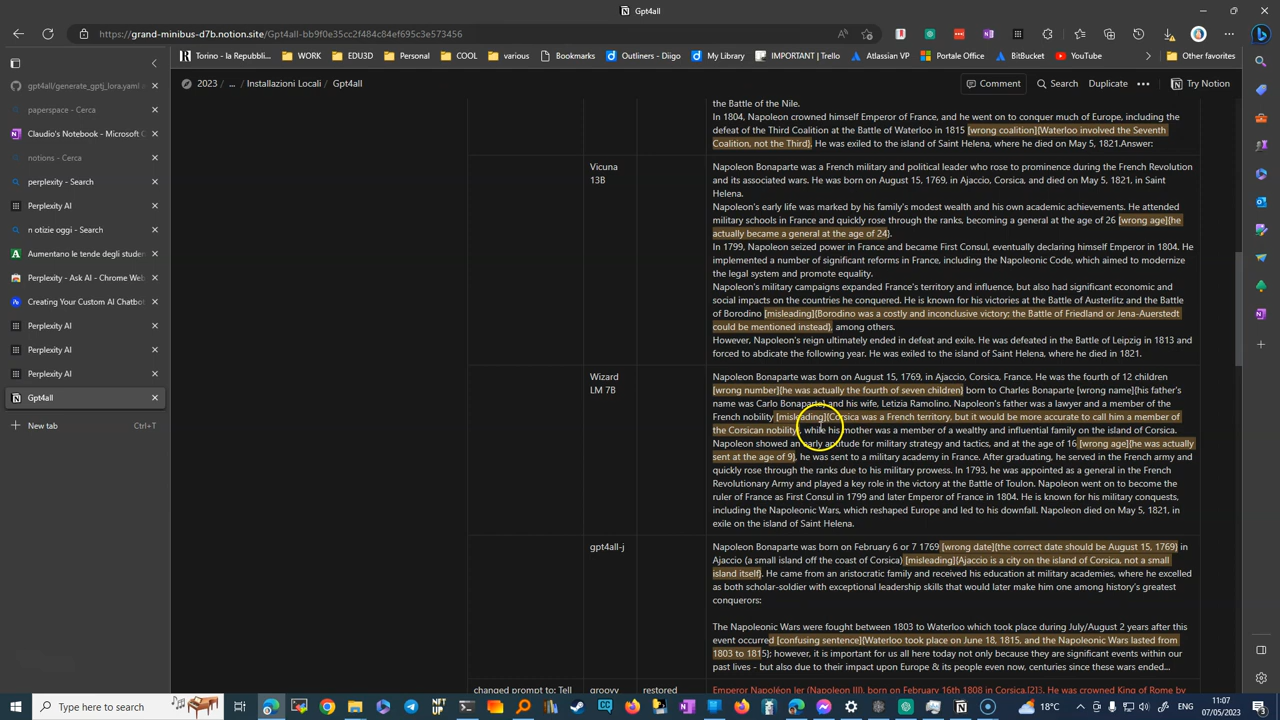 Gpt4all
https://grand-minibus-d7b.notion.site/Gpt4all-bb9f0e35cc2f484c84ef695c3e573456
Torino - la Republi...
WORK
EDU3D
Personal
COOL
various
Bookmarks
Outliners - Diigo
My Library
IMPORTANT | Trello
Atlassian VP
Portale Office
BitBucket
YouTube
Other favorites
2023 / ... / Installazioni Locali / Gpt4all
Comment
Search
Duplicate
Try Notion
gpt4all/generate_gptj_lora.yaml
paperspace - Cerca
Claudio's Notebook - Microsoft C
notions - Cerca
perplexity - Search
Perplexity AI
n otizie oggi - Search
Aumentano le tende degli stude
Perplexity - Ask AI - Chrome Web
Creating Your Custom AI Chatbot
Perplexity AI
Perplexity AI
Perplexity AI
Gpt4all
New tab
Ctrl+T
the Battle of the Nile.
In 1804, Napoleon crowned himself Emperor of France, and he went on to conquer much of Europe, including the
defeat of the Third Coalition at the Battle of Waterloo in 1815 [wrong coalition]{Waterloo involved the Seventh
Coalition, not the Third}. He was exiled to the island of Saint Helena, where he died on May 5, 1821.Answer:
Vicuna
13B
Napoleon Bonaparte was a French military and political leader who rose to prominence during the French Revolution
and its associated wars. He was born on August 15, 1769, in Ajaccio, Corsica, and died on May 5, 1821, in Saint
Helena.
Napoleon's early life was marked by his family's modest wealth and his own academic achievements. He attended
military schools in France and quickly rose through the ranks, becoming a general at the age of 26 [wrong age]{he
actually became a general at the age of 24}.
In 1799, Napoleon seized power in France and became First Consul, eventually declaring himself Emperor in 1804. He
implemented a number of significant reforms in France, including the Napoleonic Code, which aimed to modernize
the legal system and promote equality.
Napoleon's military campaigns expanded France's territory and influence, but also had significant economic and
social impacts on the countries he conquered. He is known for his victories at the Battle of Austerlitz and the Battle
of Borodino [misleading]{Borodino was a costly and inconclusive victory; the Battle of Friedland or Jena-Auerstedt
could be mentioned instead}, among others.
However, Napoleon's reign ultimately ended in defeat and exile. He was defeated in the Battle of Leipzig in 1813 and
forced to abdicate the following year. He was exiled to the island of Saint Helena, where he died in 1821.
Wizard
LM 7B
Napoleon Bonaparte was born on August 15, 1769, in Ajaccio, Corsica, France. He was the fourth of 12 children
[wrong number]{he was actually the fourth of seven children} born to Charles Bonaparte [wrong name]{his father's
name was Carlo Bonaparte} and his wife, Letizia Ramolino. Napoleon's father was a lawyer and a member of the
French nobility [misleading]{Corsica was a French territory, but it would be more accurate to call him a member of
the Corsican nobility}, while his mother was a member of a wealthy and influential family on the island of Corsica.
Napoleon showed an early aptitude for military strategy and tactics, and at the age of 16 [wrong age]{he was actually
sent at the age of 9}, he was sent to a military academy in France. After graduating, he served in the French army and
quickly rose through the ranks due to his military prowess. In 1793, he was appointed as a general in the French
Revolutionary Army and played a key role in the victory at the Battle of Toulon. Napoleon went on to become the
ruler of France as First Consul in 1799 and later Emperor of France in 1804. He is known for his military conquests,
including the Napoleonic Wars, which reshaped Europe and led to his downfall. Napoleon died on May 5, 1821, in
exile on the island of Saint Helena.
gpt4all-j
Napoleon Bonaparte was born on February 6 or 7 1769 [wrong date]{the correct date should be August 15, 1769} in
Ajaccio (a small island off the coast of Corsica) [misleading]{Ajaccio is a city on the island of Corsica, not a small
island itself}. He came from an aristocratic family and received his education at military academies, where he excelled
as both scholar-soldier with exceptional leadership skills that would later make him one among history's greatest
conquerors:
The Napoleonic Wars were fought between 1803 to Waterloo which took place during July/August 2 years after this
event occurred [confusing sentence]{Waterloo took place on June 18, 1815, and the Napoleonic Wars lasted from
1803 to 1815}; however, it is important for us all here today not only because they are significant events within our
past lives - but also due to their impact upon Europe & its people even now, centuries since these wars ended...
changed prompt to: Tell
groovy
restored
Emperor Napoléon Ier (Napoleon III), born on February 16th 1808 in Corsica.[2]3. He was crowned King of Rome by
Type here to search
NFT
UP
CC
11:07
07/05/2023